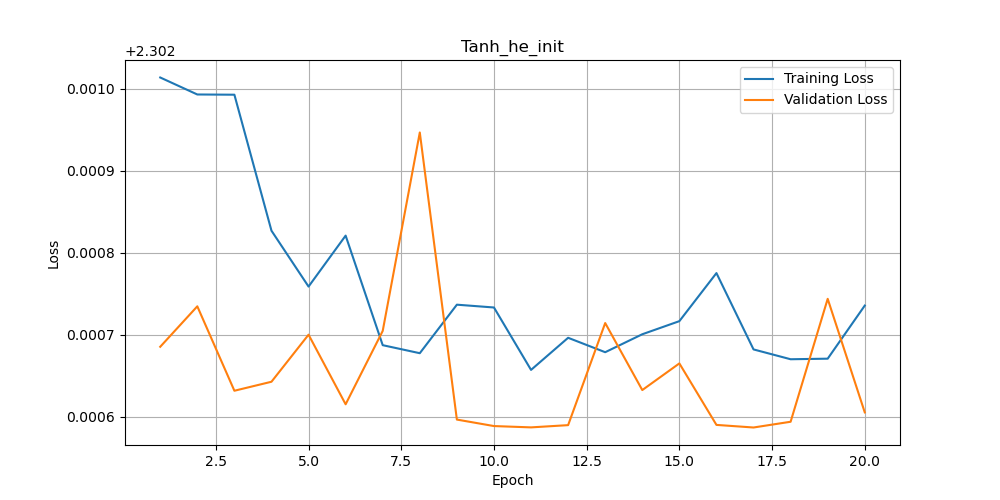 Tanh_he_init
+2.302
Training Loss
Validation Loss
0.0010
0.0009
0.0008
0.0007
0.0006
Loss
2.5 5.0 7.5 10.0 12.5 15.0 17.5 20.0
Epoch